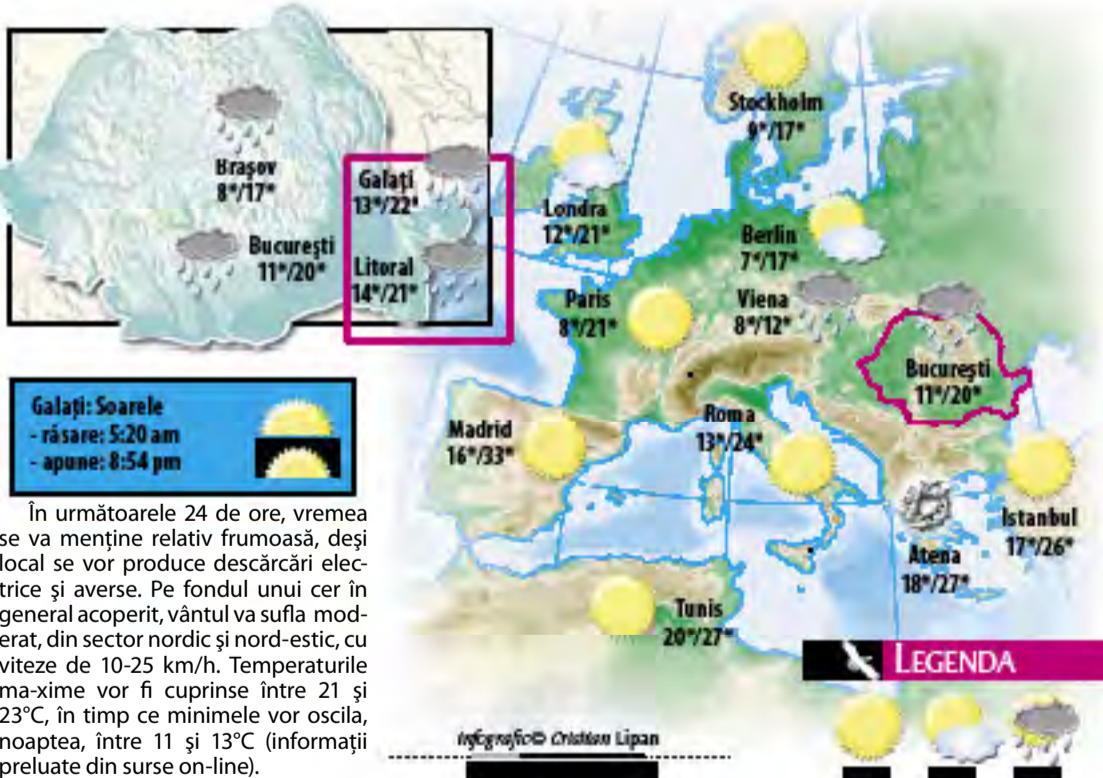 Braşov
8°/17°
Bucureşti
11°/20°
Galaţi
13°/22°
Litoral
14°/21°
Stockholm
9°/17°
Londra
12°/21°
Berlin
7°/17°
Paris
8°/21°
Viena
8°/12°
Bucureşti
11°/20°
Madrid
16°/33°
Roma
13°/24°
Istanbul
17°/26°
Atena
18°/27°
Tunis
20°/27°
Galaţi: Soarele
- răsare: 5:20 am
- apune: 8:54 pm
În următoarele 24 de ore, vremea
se va menţine relativ frumoasă, deşi
local se vor produce descărcări elec-
trice şi averse. Pe fondul unui cer în
general acoperit, vântul va sufla mod-
erat, din sector nordic şi nord-estic, cu
viteze de 10-25 km/h. Temperaturile
ma-xime vor fi cuprinse între 21 şi
23°C, în timp ce minimele vor oscila,
noaptea, între 11 şi 13°C (informaţii
preluate din surse on-line).
LEGENDA
Infografic© Cristian Lipan